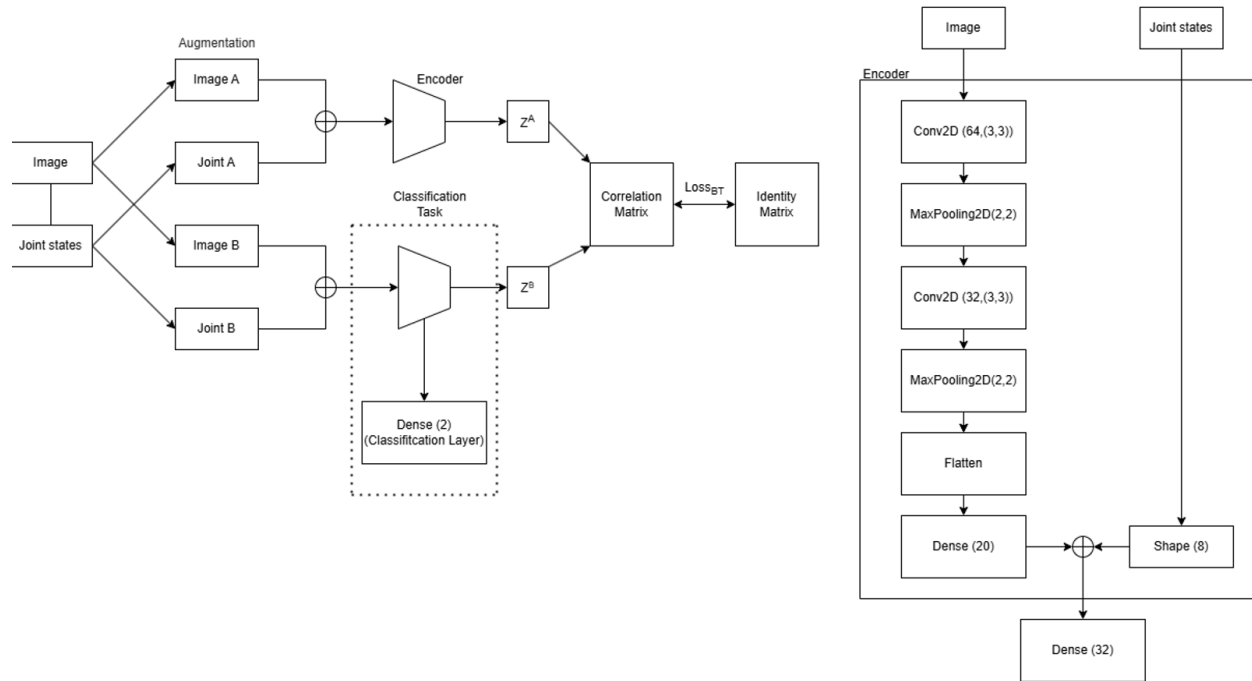 Augmentation
Image A
Joint A
Image
Joint states
Image B
Joint B
Encoder
Z^A
Classification
Task
Z^B
Dense (2)
(Classifitcation Layer)
Correlation
Matrix
Loss_BT
Identity
Matrix
Image
Joint states
Encoder
Conv2D (64,(3,3))
MaxPooling2D(2,2)
Conv2D (32,(3,3))
MaxPooling2D(2,2)
Flatten
Dense (20)
Shape (8)
Dense (32)